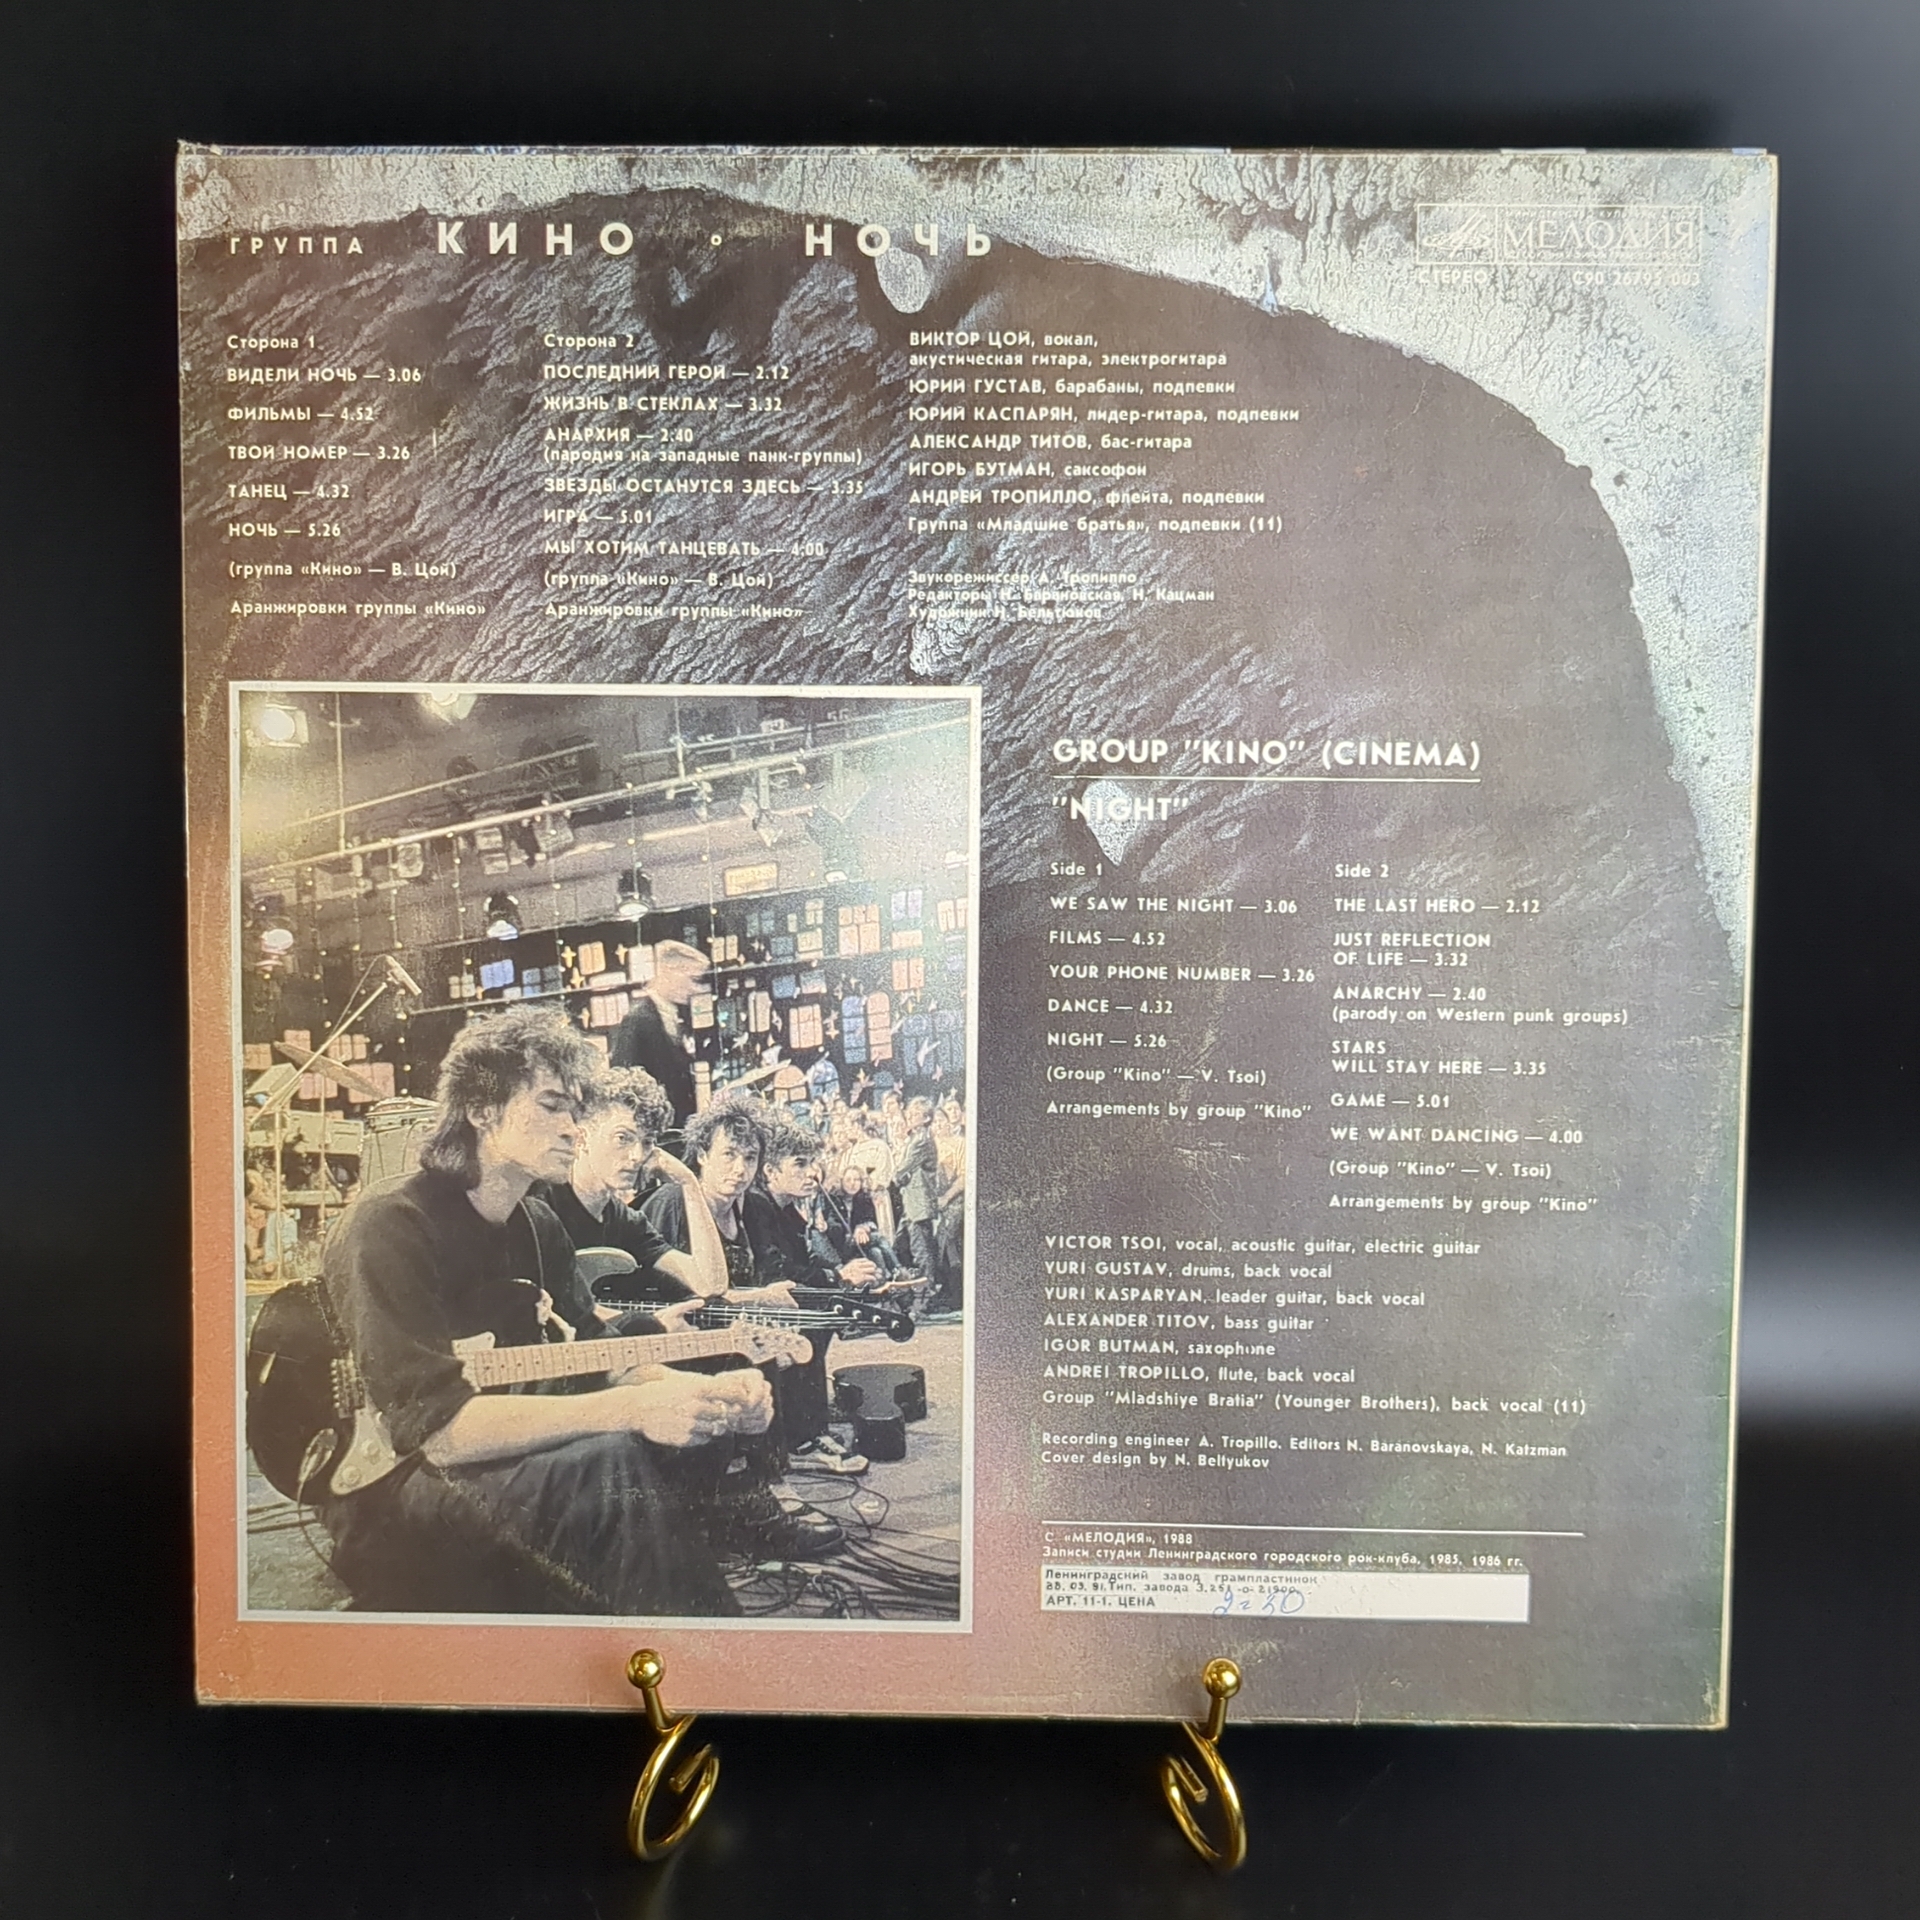 ГРУППА КИНО ° НОЧЬ
МЕЛОДИЯ
СТЕРЕО С90 26795 003
Сторона 1
ВИДЕЛИ НОЧЬ — 3.06
ФИЛЬМЫ — 4.52
ТВОЙ НОМЕР — 3.26
ТАНЕЦ — 4.32
НОЧЬ — 5.26
(группа «Кино» — В. Цой)
Аранжировки группы «Кино»
Сторона 2
ПОСЛЕДНИЙ ГЕРОЙ — 2.12
ЖИЗНЬ В СТЕКЛАХ — 3.32
АНАРХИЯ — 2.40
(пародия на западные панк-группы)
ЗВЕЗДЫ ОСТАНУТСЯ ЗДЕСЬ — 3.35
ИГРА — 5.01
МЫ ХОТИМ ТАНЦЕВАТЬ — 4.00
(группа «Кино» — В. Цой)
Аранжировки группы «Кино»
ВИКТОР ЦОЙ, вокал,
акустическая гитара, электрогитара
ЮРИЙ ГУСТАВ, барабаны, подпевки
ЮРИЙ КАСПАРЯН, лидер-гитара, подпевки
АЛЕКСАНДР ТИТОВ, бас-гитара
ИГОРЬ БУТМАН, саксофон
АНДРЕЙ ТРОПИЛЛО, флейта, подпевки
Группа «Младшие братья», подпевки (11)
Звукорежиссер А. Тропилло
Редакторы Н. Барановская, Н. Кацман
Художник Н. Бельтюков
GROUP "KINO" (CINEMA)
"NIGHT"
Side 1
WE SAW THE NIGHT — 3.06
FILMS — 4.52
YOUR PHONE NUMBER — 3.26
DANCE — 4.32
NIGHT — 5.26
(Group "Kino" — V. Tsoi)
Arrangements by group "Kino"
Side 2
THE LAST HERO — 2.12
JUST REFLECTION
OF LIFE — 3.32
ANARCHY — 2.40
(parody on Western punk groups)
STARS
WILL STAY HERE — 3.35
GAME — 5.01
WE WANT DANCING — 4.00
(Group "Kino" — V. Tsoi)
Arrangements by group "Kino"
VICTOR TSOI, vocal, acoustic guitar, electric guitar
YURI GUSTAV, drums, back vocal
YURI KASPARYAN, leader guitar, back vocal
ALEXANDER TITOV, bass guitar
IGOR BUTMAN, saxophone
ANDREI TROPILLO, flute, back vocal
Group "Mladshiye Bratia" (Younger Brothers), back vocal (11)
Recording engineer A. Tropillo. Editors N. Baranovskaya, N. Katzman
Cover design by N. Beltyukov
С «МЕЛОДИЯ», 1988
Записи студии Ленинградского городского рок-клуба, 1985, 1986 гг.
Ленинградский завод грампластинок
Тип. завода
АРТ. 11-1. ЦЕНА